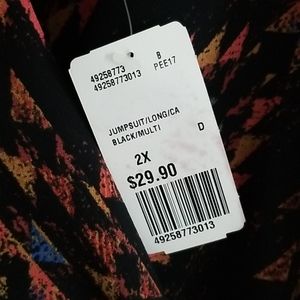 49258773 B
49258773013 PEE17
JUMPSUIT/LONG/CA
BLACK/MULTI D
2X
$29.90
49258773013